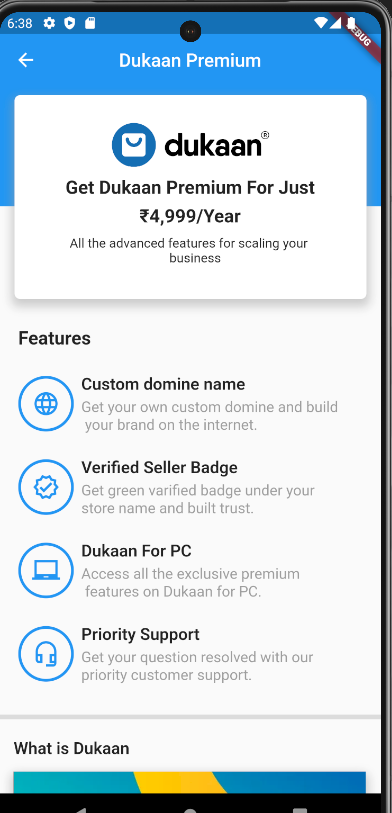 6:38
DEBUG
Dukaan Premium
dukaan®
Get Dukaan Premium For Just
₹4,999/Year
All the advanced features for scaling your
business
Features
Custom domine name
Get your own custom domine and build
your brand on the internet.
Verified Seller Badge
Get green varified badge under your
store name and built trust.
Dukaan For PC
Access all the exclusive premium
features on Dukaan for PC.
Priority Support
Get your question resolved with our
priority customer support.
What is Dukaan